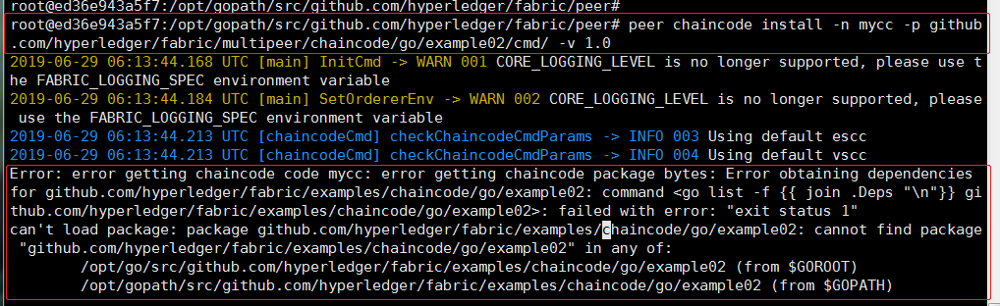 root@ed36e943a5f7:/opt/gopath/src/github.com/hyperledger/fabric/peer#
root@ed36e943a5f7:/opt/gopath/src/github.com/hyperledger/fabric/peer# peer chaincode install -n mycc -p github
.com/hyperledger/fabric/multipeer/chaincode/go/example02/cmd/ -v 1.0
2019-06-29 06:13:44.168 UTC [main] InitCmd -> WARN 001 CORE_LOGGING_LEVEL is no longer supported, please use t
he FABRIC_LOGGING_SPEC environment variable
2019-06-29 06:13:44.184 UTC [main] SetOrdererEnv -> WARN 002 CORE_LOGGING_LEVEL is no longer supported, please
 use the FABRIC_LOGGING_SPEC environment variable
2019-06-29 06:13:44.213 UTC [chaincodeCmd] checkChaincodeCmdParams -> INFO 003 Using default escc
2019-06-29 06:13:44.213 UTC [chaincodeCmd] checkChaincodeCmdParams -> INFO 004 Using default vscc
Error: error getting chaincode code mycc: error getting chaincode package bytes: Error obtaining dependencies
for github.com/hyperledger/fabric/examples/chaincode/go/example02: command <go list -f {{ join .Deps "\n"}} gi
thub.com/hyperledger/fabric/examples/chaincode/go/example02>: failed with error: "exit status 1"
can't load package: package github.com/hyperledger/fabric/examples/chaincode/go/example02: cannot find package
 "github.com/hyperledger/fabric/examples/chaincode/go/example02" in any of:
/opt/go/src/github.com/hyperledger/fabric/examples/chaincode/go/example02 (from $GOROOT)
/opt/gopath/src/github.com/hyperledger/fabric/examples/chaincode/go/example02 (from $GOPATH)